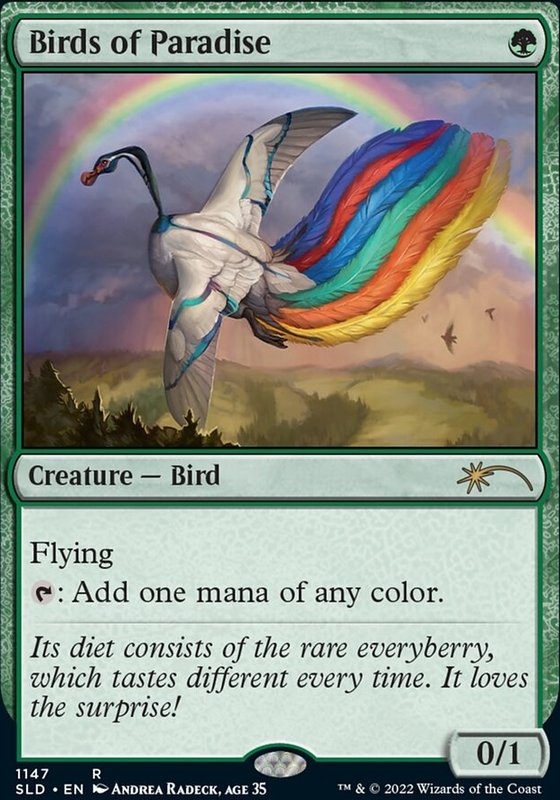 Birds of Paradise
Creature — Bird
Flying
: Add one mana of any color.
Its diet consists of the rare everyberry,
which tastes different every time. It loves
the surprise!
0/1
1147 R
SLD • EN Andrea Radeck, age 35
™ & © 2022 Wizards of the Coast